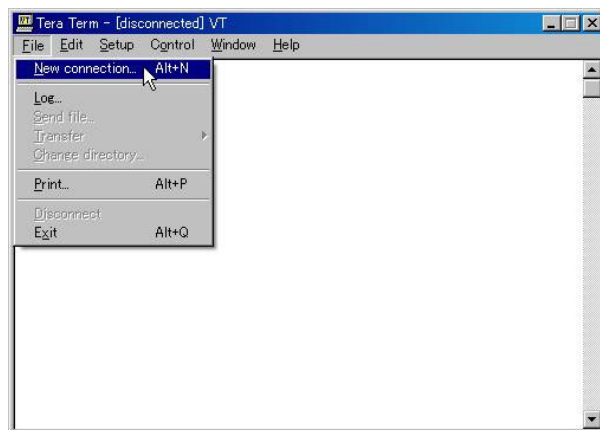 Tera Term - [disconnected] VT
File Edit Setup Control Window Help
New connection... Alt+N
Log...
Send file...
Transfer
Change directory...
Print... Alt+P
Disconnect
Exit Alt+Q